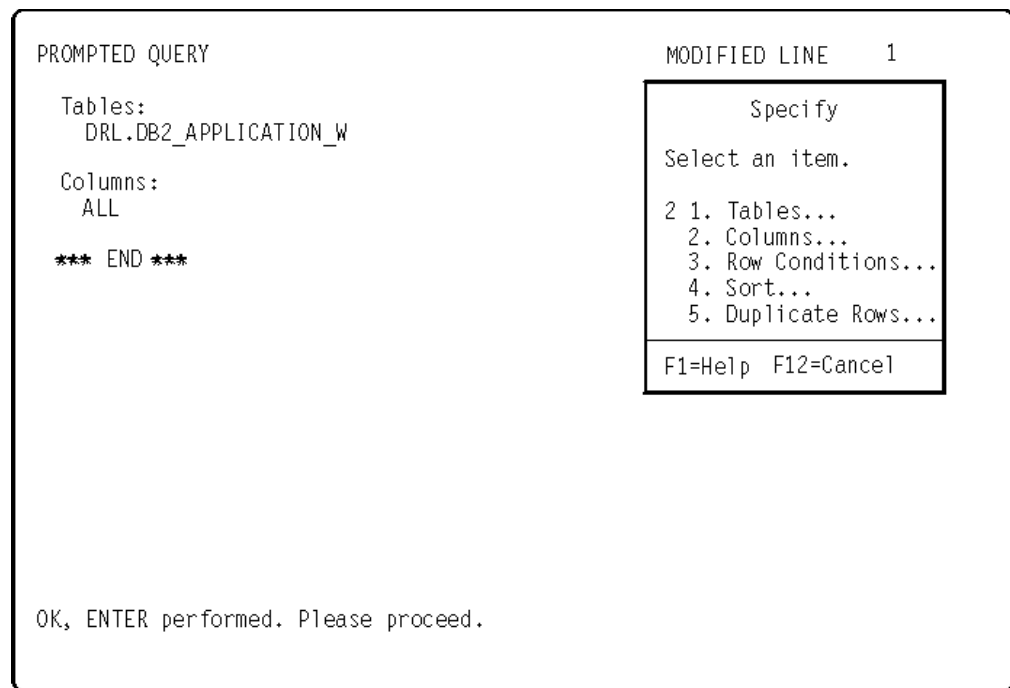 PROMPTED QUERY
MODIFIED LINE 1
Tables:
DRL.DB2_APPLICATION_W
Columns:
ALL
*** END ***
Specify
Select an item.
2 1. Tables...
2. Columns...
3. Row Conditions...
4. Sort...
5. Duplicate Rows...
F1=Help F12=Cancel
OK, ENTER performed. Please proceed.